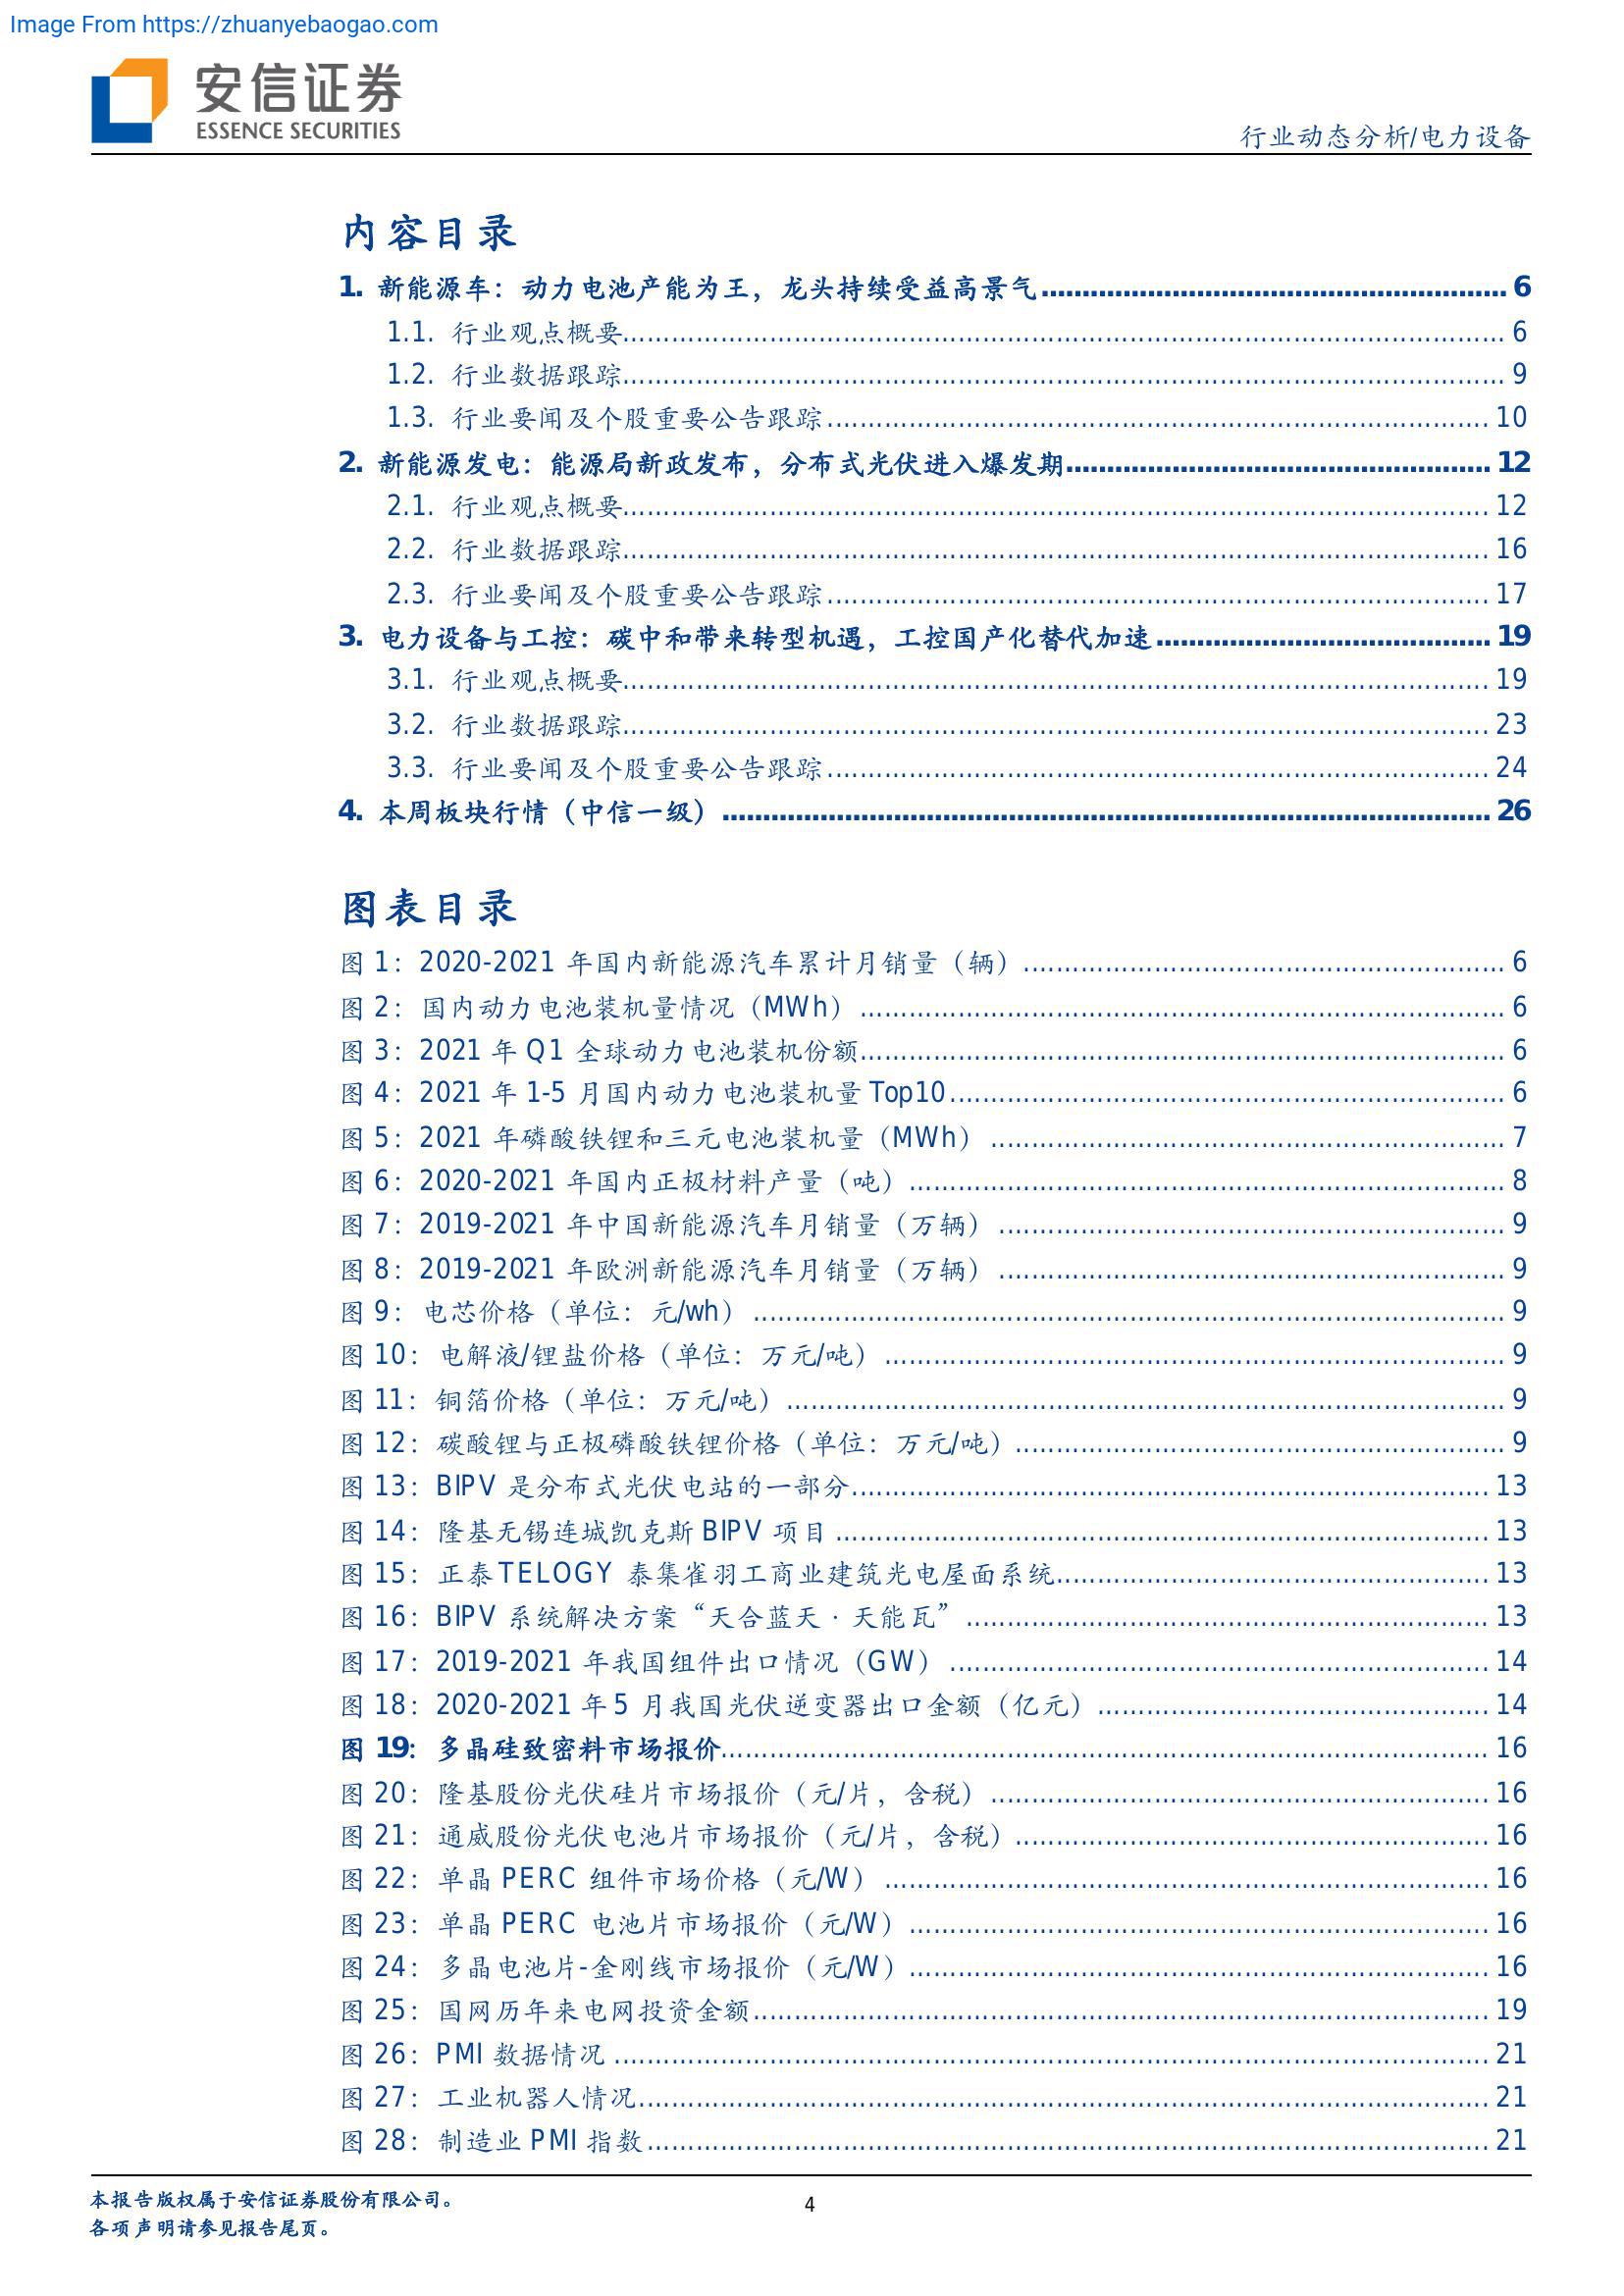 Image From https://zhuanyebaogao.com
安信证券
ESSENCE SECURITIES
行业动态分析/电力设备
内容目录
1. 新能源车：动力电池产能为王，龙头持续受益高景气 6
1.1. 行业观点概要 6
1.2. 行业数据跟踪 9
1.3. 行业要闻及个股重要公告跟踪 10
2. 新能源发电：能源局新政发布，分布式光伏进入爆发期 12
2.1. 行业观点概要 12
2.2. 行业数据跟踪 16
2.3. 行业要闻及个股重要公告跟踪 17
3. 电力设备与工控：碳中和带来转型机遇，工控国产化替代加速 19
3.1. 行业观点概要 19
3.2. 行业数据跟踪 23
3.3. 行业要闻及个股重要公告跟踪 24
4. 本周板块行情（中信一级） 26
图表目录
图 1：2020-2021 年国内新能源汽车累计月销量（辆） 6
图 2：国内动力电池装机量情况（MWh） 6
图 3：2021 年 Q1 全球动力电池装机份额 6
图 4：2021 年 1-5 月国内动力电池装机量 Top10 6
图 5：2021 年磷酸铁锂和三元电池装机量（MWh） 7
图 6：2020-2021 年国内正极材料产量（吨） 8
图 7：2019-2021 年中国新能源汽车月销量（万辆） 9
图 8：2019-2021 年欧洲新能源汽车月销量（万辆） 9
图 9：电芯价格（单位：元/wh） 9
图 10：电解液/锂盐价格（单位：万元/吨） 9
图 11：铜箔价格（单位：万元/吨） 9
图 12：碳酸锂与正极磷酸铁锂价格（单位：万元/吨） 9
图 13：BIPV 是分布式光伏电站的一部分 13
图 14：隆基无锡连城凯克斯 BIPV 项目 13
图 15：正泰 TELOGY 泰集雀羽工商业建筑光电屋面系统 13
图 16：BIPV 系统解决方案“天合蓝天·天能瓦” 13
图 17：2019-2021 年我国组件出口情况（GW） 14
图 18：2020-2021 年 5 月我国光伏逆变器出口金额（亿元） 14
图 19：多晶硅致密料市场报价 16
图 20：隆基股份光伏硅片市场报价（元/片，含税） 16
图 21：通威股份光伏电池片市场报价（元/片，含税） 16
图 22：单晶 PERC 组件市场价格（元/W） 16
图 23：单晶 PERC 电池片市场报价（元/W） 16
图 24：多晶电池片-金刚线市场报价（元/W） 16
图 25：国网历年来电网投资金额 19
图 26：PMI 数据情况 21
图 27：工业机器人情况 21
图 28：制造业 PMI 指数 21
本报告版权属于安信证券股份有限公司。
4
各项声明请参见报告尾页。